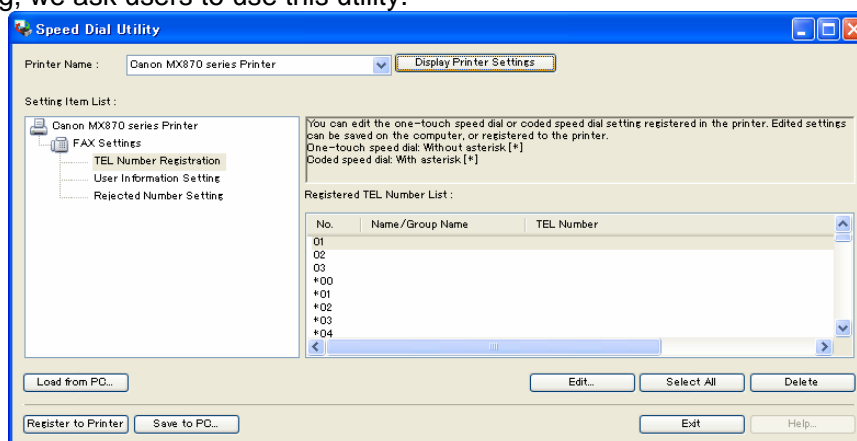 g, we ask users to use this utility.
Speed Dial Utility
Printer Name : Canon MX870 series Printer Display Printer Settings
Setting Item List :
Canon MX870 series Printer
FAX Settings
TEL Number Registration
User Information Setting
Rejected Number Setting
You can edit the one-touch speed dial or coded speed dial setting registered in the printer. Edited settings
can be saved on the computer, or registered to the printer.
One-touch speed dial: Without asterisk [*]
Coded speed dial: With asterisk [*]
Registered TEL Number List :
No. Name/Group Name TEL Number
01
02
03
*00
*01
*02
*03
*04
Load from PC... Edit... Select All Delete
Register to Printer Save to PC... Exit Help...